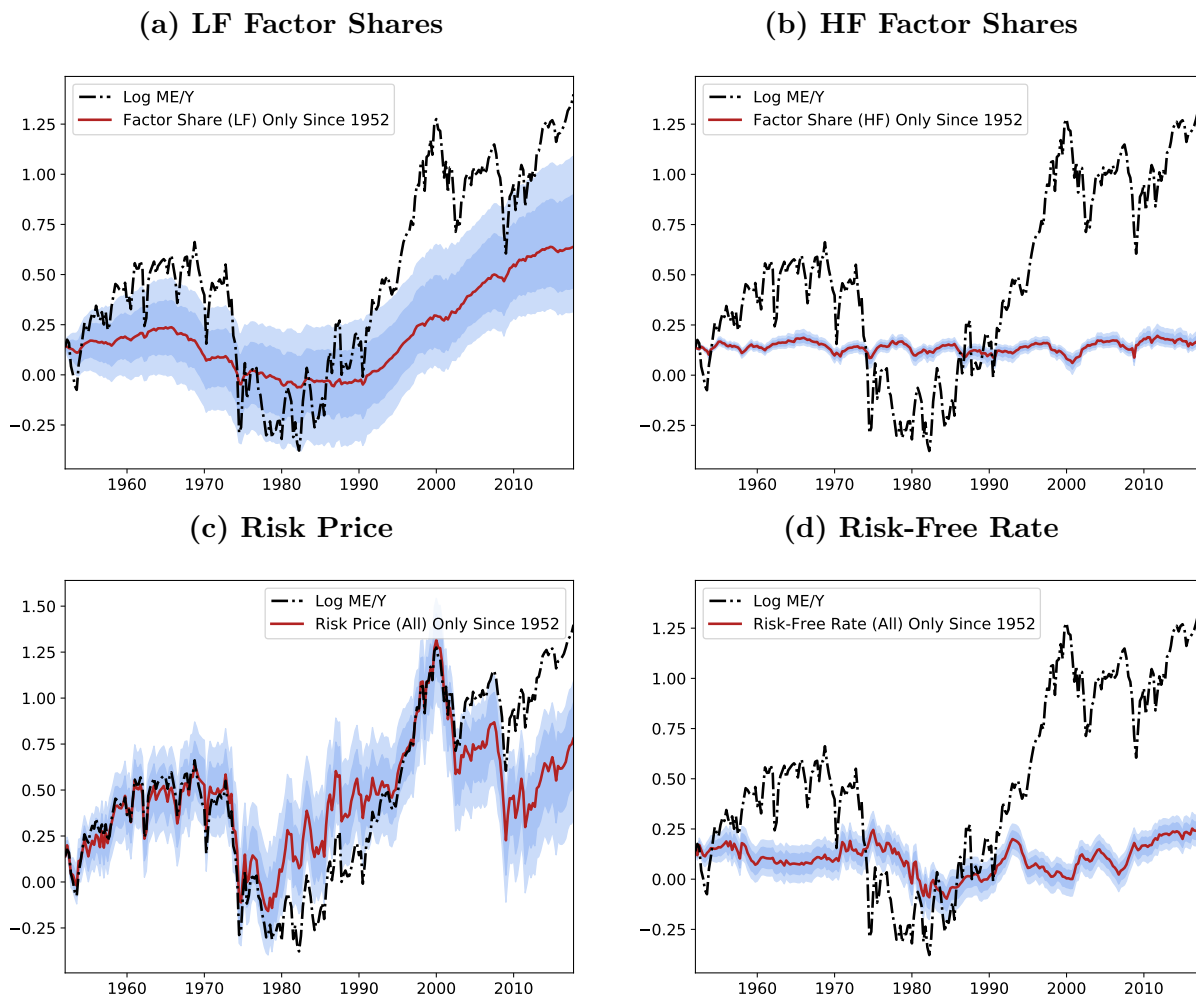 (a) LF Factor Shares
Log ME/Y
Factor Share (LF) Only Since 1952
1.25
1.00
0.75
0.50
0.25
0.00
−0.25
1960 1970 1980 1990 2000 2010
(b) HF Factor Shares
Log ME/Y
Factor Share (HF) Only Since 1952
1.25
1.00
0.75
0.50
0.25
0.00
−0.25
1960 1970 1980 1990 2000 2010
(c) Risk Price
Log ME/Y
Risk Price (All) Only Since 1952
1.50
1.25
1.00
0.75
0.50
0.25
0.00
−0.25
1960 1970 1980 1990 2000 2010
(d) Risk-Free Rate
Log ME/Y
Risk-Free Rate (All) Only Since 1952
1.25
1.00
0.75
0.50
0.25
0.00
−0.25
1960 1970 1980 1990 2000 2010